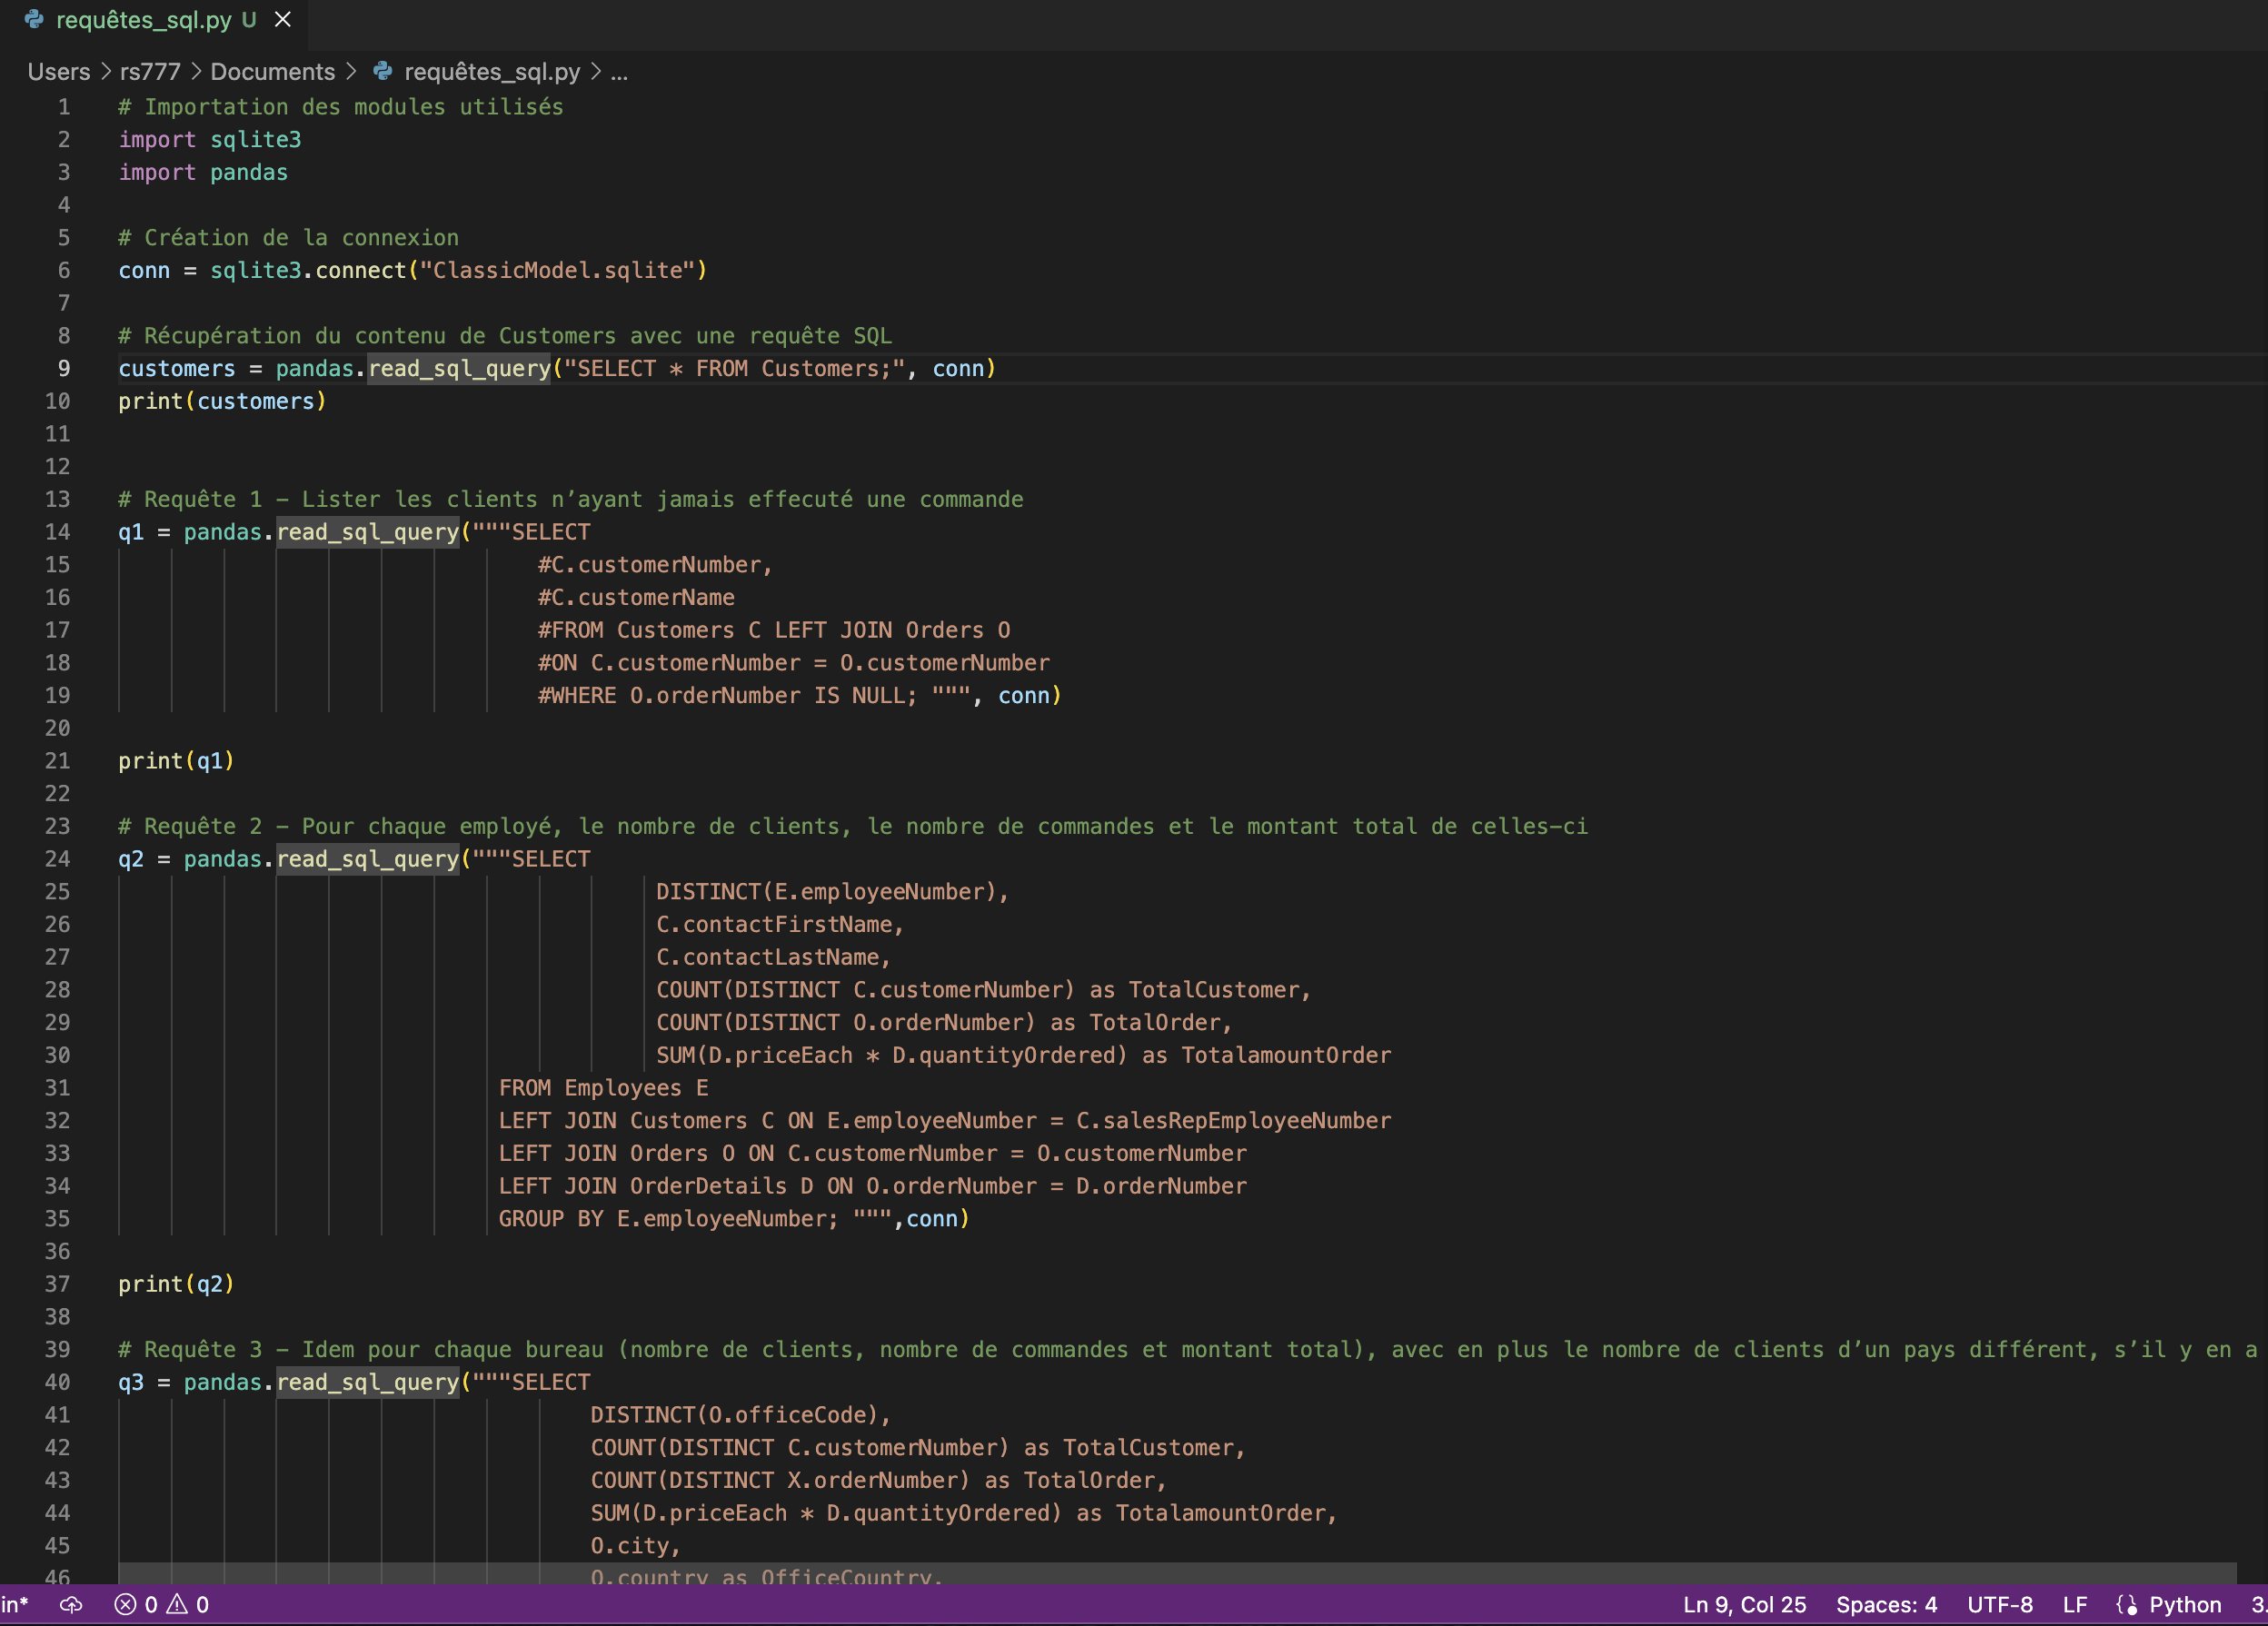 requêtes_sql.py U
Users > rs777 > Documents > requêtes_sql.py > ...
1 # Importation des modules utilisés
2 import sqlite3
3 import pandas
4
5 # Création de la connexion
6 conn = sqlite3.connect("ClassicModel.sqlite")
7
8 # Récupération du contenu de Customers avec une requête SQL
9 customers = pandas.read_sql_query("SELECT * FROM Customers;", conn)
10 print(customers)
11
12
13 # Requête 1 – Lister les clients n’ayant jamais effecuté une commande
14 q1 = pandas.read_sql_query("""SELECT
15 #C.customerNumber,
16 #C.customerName
17 #FROM Customers C LEFT JOIN Orders O
18 #ON C.customerNumber = O.customerNumber
19 #WHERE O.orderNumber IS NULL; """, conn)
20
21 print(q1)
22
23 # Requête 2 – Pour chaque employé, le nombre de clients, le nombre de commandes et le montant total de celles-ci
24 q2 = pandas.read_sql_query("""SELECT
25 DISTINCT(E.employeeNumber),
26 C.contactFirstName,
27 C.contactLastName,
28 COUNT(DISTINCT C.customerNumber) as TotalCustomer,
29 COUNT(DISTINCT O.orderNumber) as TotalOrder,
30 SUM(D.priceEach * D.quantityOrdered) as TotalamountOrder
31 FROM Employees E
32 LEFT JOIN Customers C ON E.employeeNumber = C.salesRepEmployeeNumber
33 LEFT JOIN Orders O ON C.customerNumber = O.customerNumber
34 LEFT JOIN OrderDetails D ON O.orderNumber = D.orderNumber
35 GROUP BY E.employeeNumber; """,conn)
36
37 print(q2)
38
39 # Requête 3 – Idem pour chaque bureau (nombre de clients, nombre de commandes et montant total), avec en plus le nombre de clients d’un pays différent, s’il y en a
40 q3 = pandas.read_sql_query("""SELECT
41 DISTINCT(O.officeCode),
42 COUNT(DISTINCT C.customerNumber) as TotalCustomer,
43 COUNT(DISTINCT X.orderNumber) as TotalOrder,
44 SUM(D.priceEach * D.quantityOrdered) as TotalamountOrder,
45 O.city,
46 O.country as OfficeCountry,
in* 0 0 Ln 9, Col 25 Spaces: 4 UTF-8 LF Python 3.